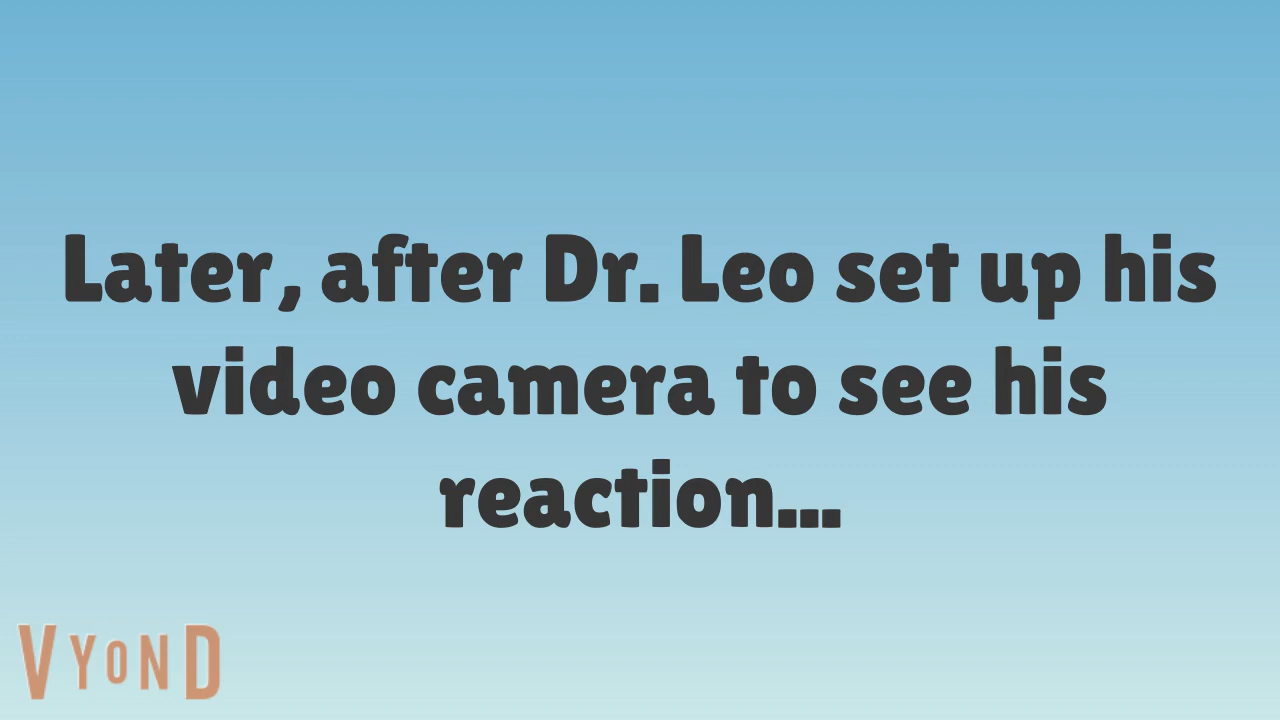 Later, after Dr. Leo set up his
video camera to see his
reaction...
VYOND